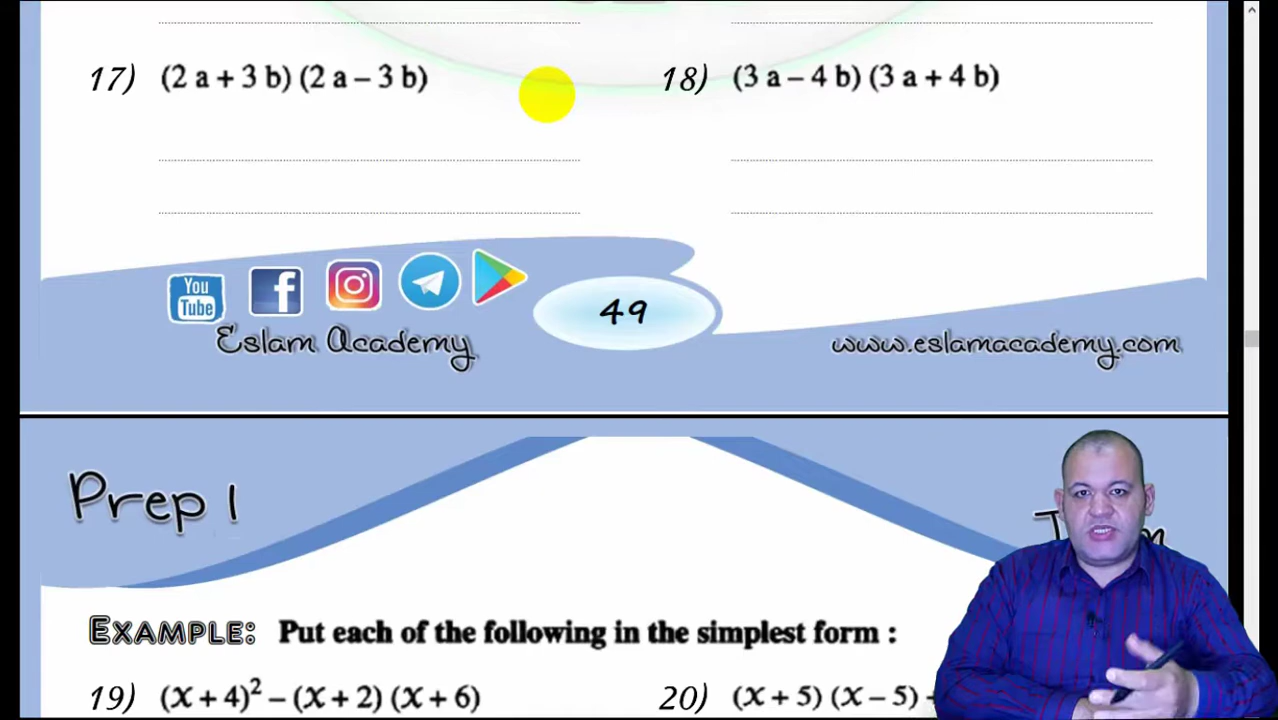 17) (2 a + 3 b) (2 a – 3 b)
18) (3 a – 4 b) (3 a + 4 b)
You
Tube
f
Eslam Academy
49
www.eslamacademy.com
Prep 1
EXAMPLE: Put each of the following in the simplest form :
19) (X + 4)² – (X + 2) (X + 6)
20) (X + 5) (X – 5) +